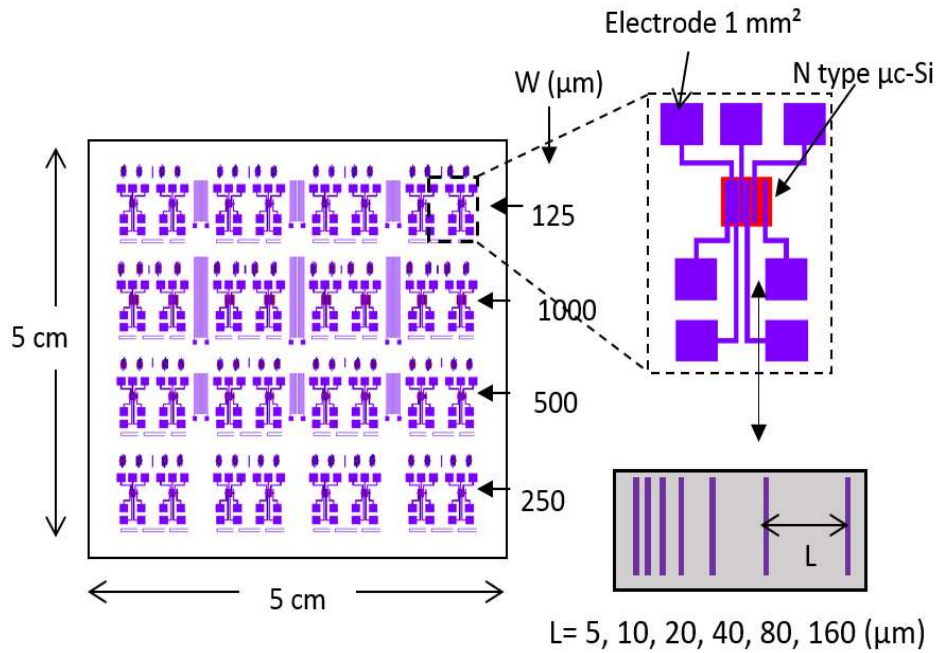 Electrode 1 mm²
W (μm)
N type μc-Si
125
1000
500
250
5 cm
5 cm
L
L= 5, 10, 20, 40, 80, 160 (μm)